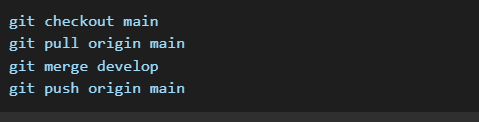 git checkout main
git pull origin main
git merge develop
git push origin main